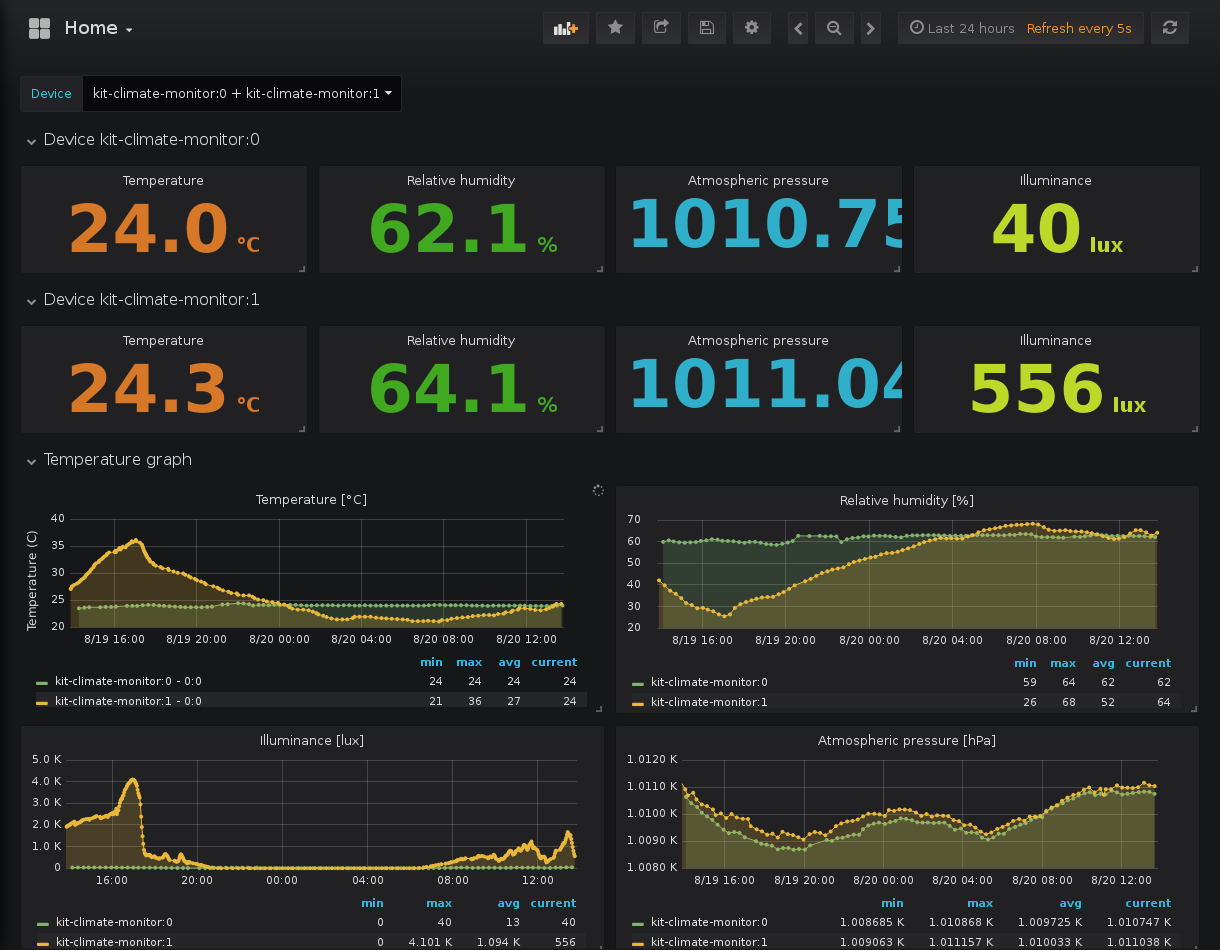 Home
Last 24 hours Refresh every 5s
Device kit-climate-monitor:0 + kit-climate-monitor:1
Device kit-climate-monitor:0
Temperature
24.0 °C
Relative humidity
62.1 %
Atmospheric pressure
1010.75
Illuminance
40 lux
Device kit-climate-monitor:1
Temperature
24.3 °C
Relative humidity
64.1 %
Atmospheric pressure
1011.04
Illuminance
556 lux
Temperature graph
Temperature [°C]
Temperature (C)
40
35
30
25
20
8/19 16:00 8/19 20:00 8/20 00:00 8/20 04:00 8/20 08:00 8/20 12:00
min max avg current
kit-climate-monitor:0 - 0:0 24 24 24 24
kit-climate-monitor:1 - 0:0 21 36 27 24
Relative humidity [%]
70
60
50
40
30
20
8/19 16:00 8/19 20:00 8/20 00:00 8/20 04:00 8/20 08:00 8/20 12:00
min max avg current
kit-climate-monitor:0 59 64 62 62
kit-climate-monitor:1 26 68 52 64
Illuminance [lux]
5.0 K
4.0 K
3.0 K
2.0 K
1.0 K
0
16:00 20:00 00:00 04:00 08:00 12:00
min max avg current
kit-climate-monitor:0 0 40 13 40
kit-climate-monitor:1 0 4.101 K 1.094 K 556
Atmospheric pressure [hPa]
1.0120 K
1.0110 K
1.0100 K
1.0090 K
1.0080 K
8/19 16:00 8/19 20:00 8/20 00:00 8/20 04:00 8/20 08:00 8/20 12:00
min max avg current
kit-climate-monitor:0 1.008685 K 1.010868 K 1.009725 K 1.010747 K
kit-climate-monitor:1 1.009063 K 1.011157 K 1.010033 K 1.011038 K